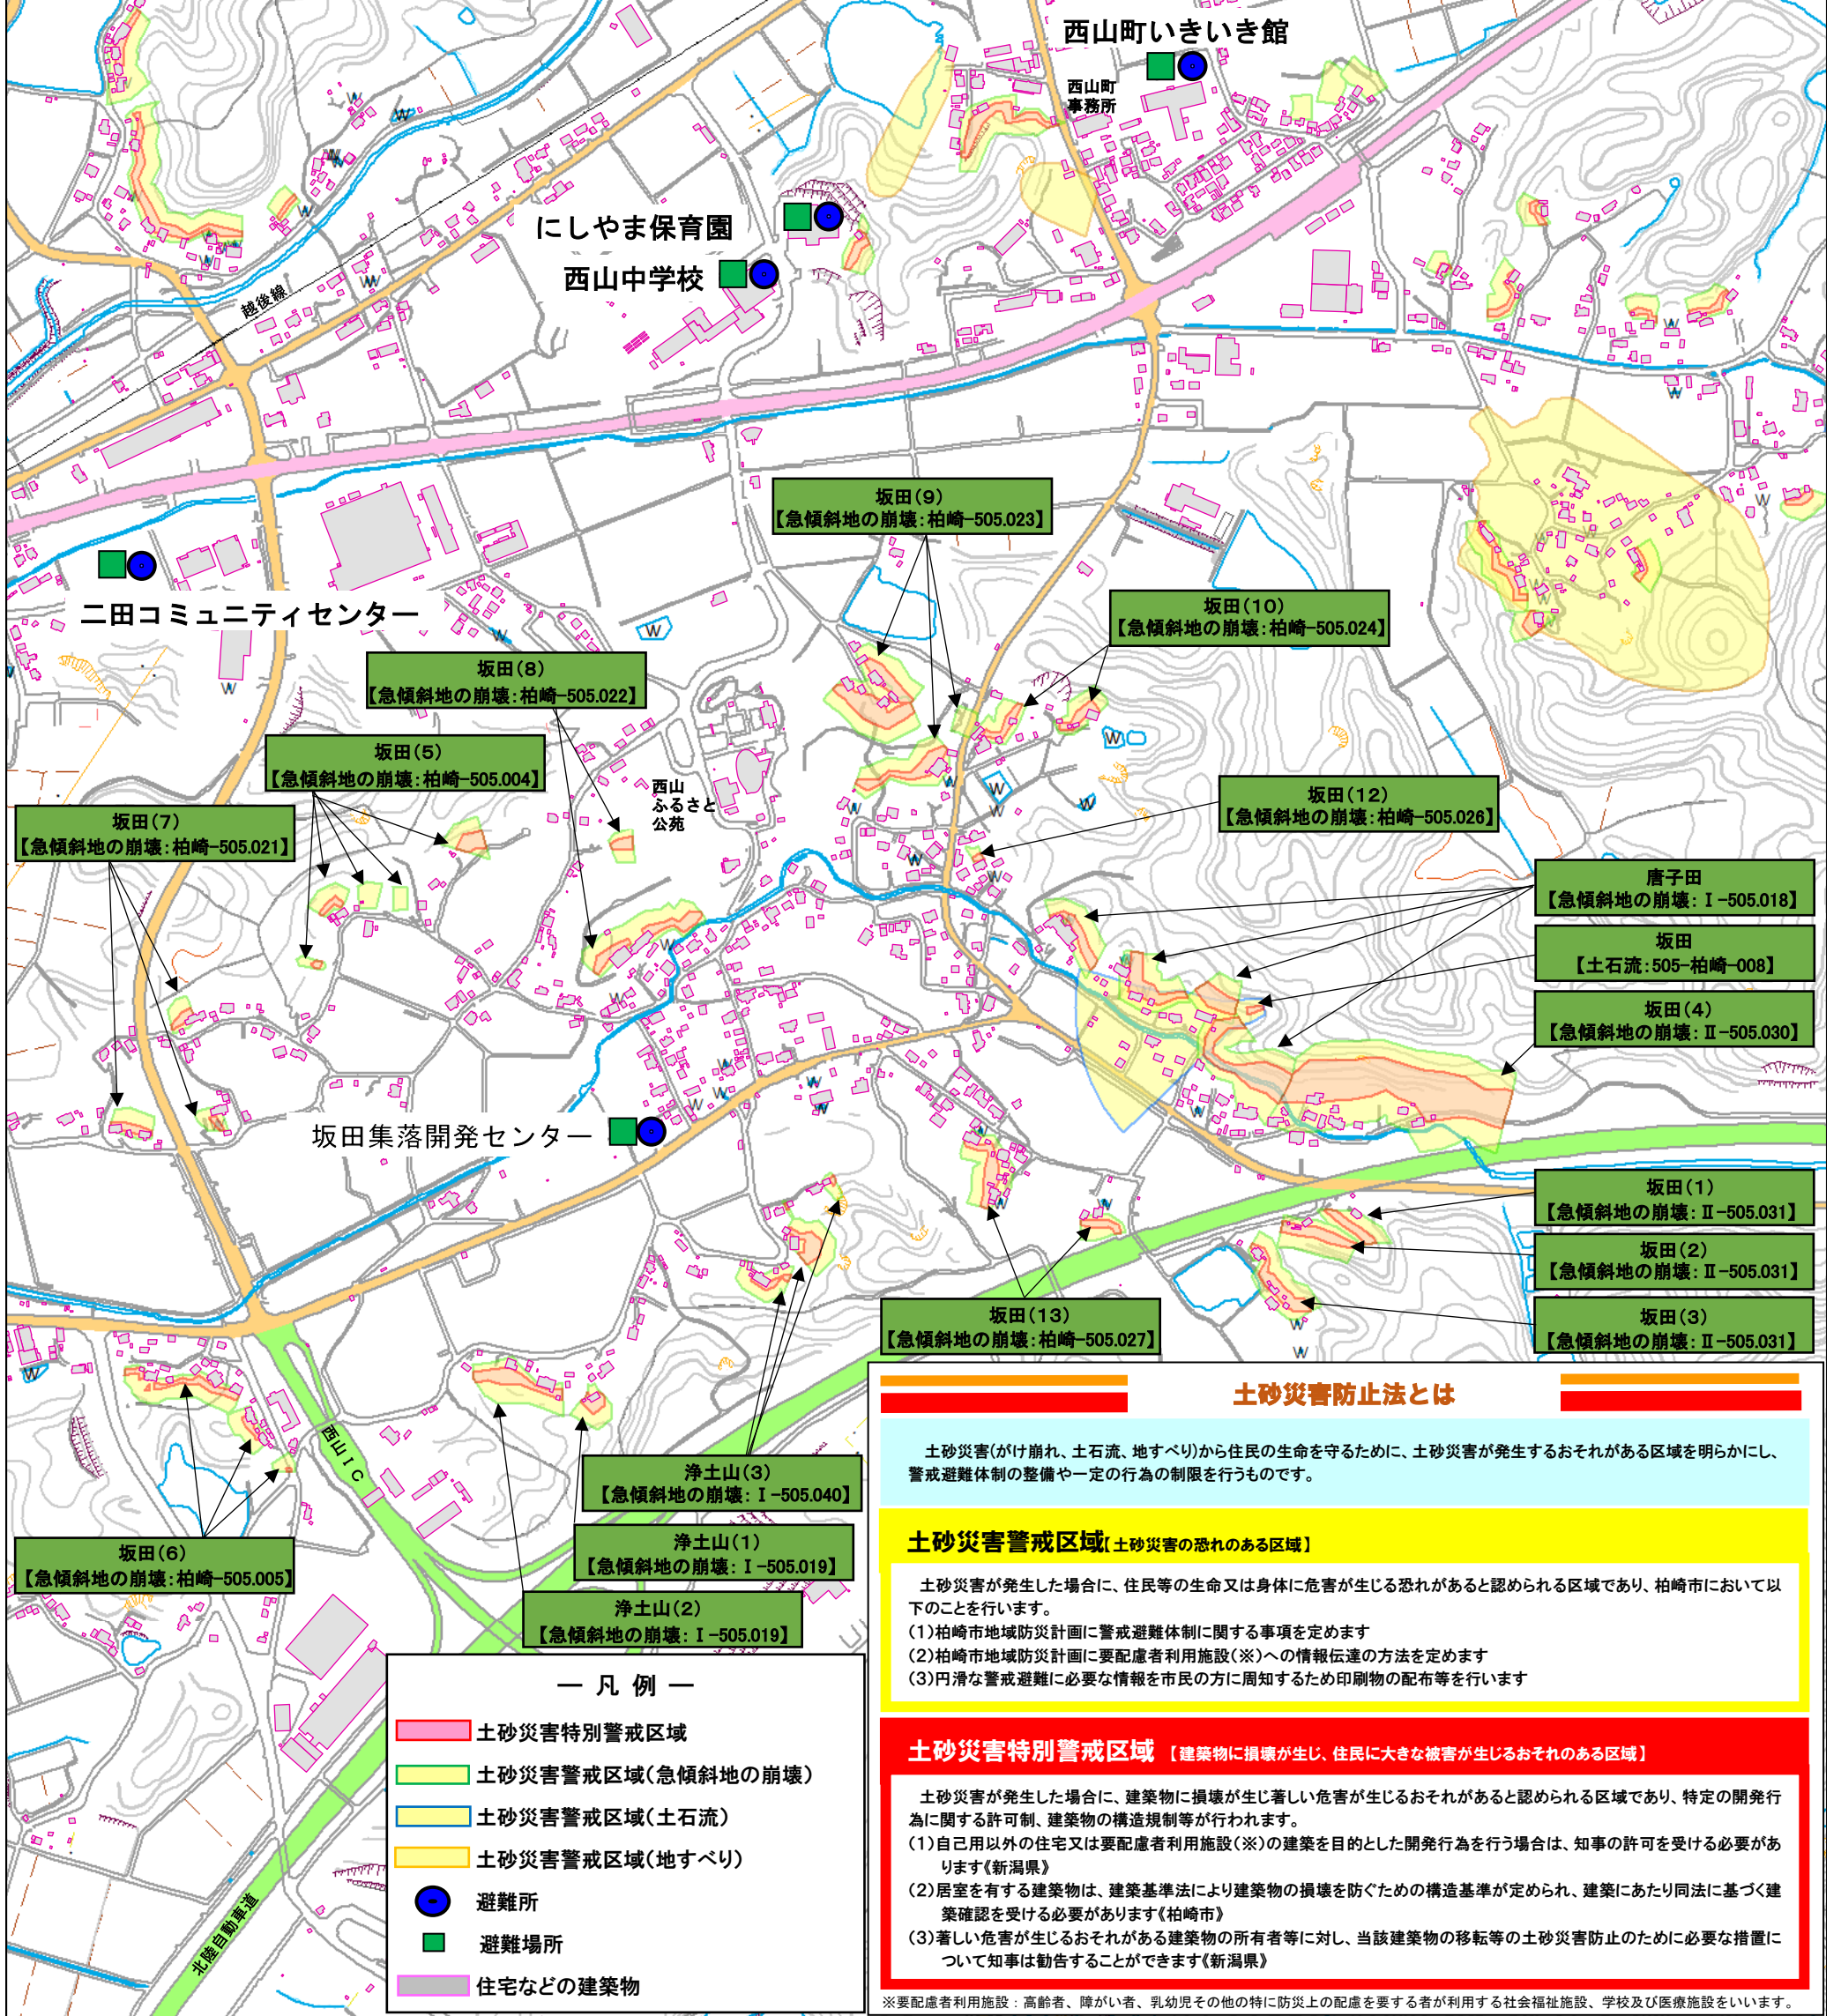 西山町いきいき館
西山町
事務所
にしやま保育園
西山中学校
越後線
二田コミュニティセンター
坂田(9)
【急傾斜地の崩壊:柏崎-505.023】
坂田(10)
【急傾斜地の崩壊:柏崎-505.024】
坂田(8)
【急傾斜地の崩壊:柏崎-505.022】
坂田(5)
【急傾斜地の崩壊:柏崎-505.004】
西山
ふるさと
公苑
坂田(12)
【急傾斜地の崩壊:柏崎-505.026】
坂田(7)
【急傾斜地の崩壊:柏崎-505.021】
唐子田
【急傾斜地の崩壊:Ⅰ-505.018】
坂田
【土石流:505-柏崎-008】
坂田(4)
【急傾斜地の崩壊:Ⅱ-505.030】
坂田集落開発センター
坂田(1)
【急傾斜地の崩壊:Ⅱ-505.031】
坂田(2)
【急傾斜地の崩壊:Ⅱ-505.031】
坂田(3)
【急傾斜地の崩壊:Ⅱ-505.031】
坂田(13)
【急傾斜地の崩壊:柏崎-505.027】
西山IC
浄土山(3)
【急傾斜地の崩壊:Ⅰ-505.040】
浄土山(1)
【急傾斜地の崩壊:Ⅰ-505.019】
浄土山(2)
【急傾斜地の崩壊:Ⅰ-505.019】
坂田(6)
【急傾斜地の崩壊:柏崎-505.005】
北陸自動車道
― 凡 例 ―
土砂災害特別警戒区域
土砂災害警戒区域(急傾斜地の崩壊)
土砂災害警戒区域(土石流)
土砂災害警戒区域(地すべり)
避難所
避難場所
住宅などの建築物
土砂災害防止法とは
土砂災害(がけ崩れ、土石流、地すべり)から住民の生命を守るために、土砂災害が発生するおそれがある区域を明らかにし、
警戒避難体制の整備や一定の行為の制限を行うものです。
土砂災害警戒区域【土砂災害の恐れのある区域】
土砂災害が発生した場合に、住民等の生命又は身体に危害が生じる恐れがあると認められる区域であり、柏崎市において以
下のことを行います。
(1)柏崎市地域防災計画に警戒避難体制に関する事項を定めます
(2)柏崎市地域防災計画に要配慮者利用施設(※)への情報伝達の方法を定めます
(3)円滑な警戒避難に必要な情報を市民の方に周知するため印刷物の配布等を行います
土砂災害特別警戒区域 【建築物に損壊が生じ、住民に大きな被害が生じるおそれのある区域】
土砂災害が発生した場合に、建築物に損壊が生じ著しい危害が生じるおそれがあると認められる区域であり、特定の開発行
為に関する許可制、建築物の構造規制等が行われます。
(1)自己用以外の住宅又は要配慮者利用施設(※)の建築を目的とした開発行為を行う場合は、知事の許可を受ける必要があ
ります《新潟県》
(2)居室を有する建築物は、建築基準法により建築物の損壊を防ぐための構造基準が定められ、建築にあたり同法に基づく建
築確認を受ける必要があります《柏崎市》
(3)著しい危害が生じるおそれがある建築物の所有者等に対し、当該建築物の移転等の土砂災害防止のために必要な措置に
ついて知事は勧告することができます《新潟県》
※要配慮者利用施設:高齢者、障がい者、乳幼児その他の特に防災上の配慮を要する者が利用する社会福祉施設、学校及び医療施設をいいます。